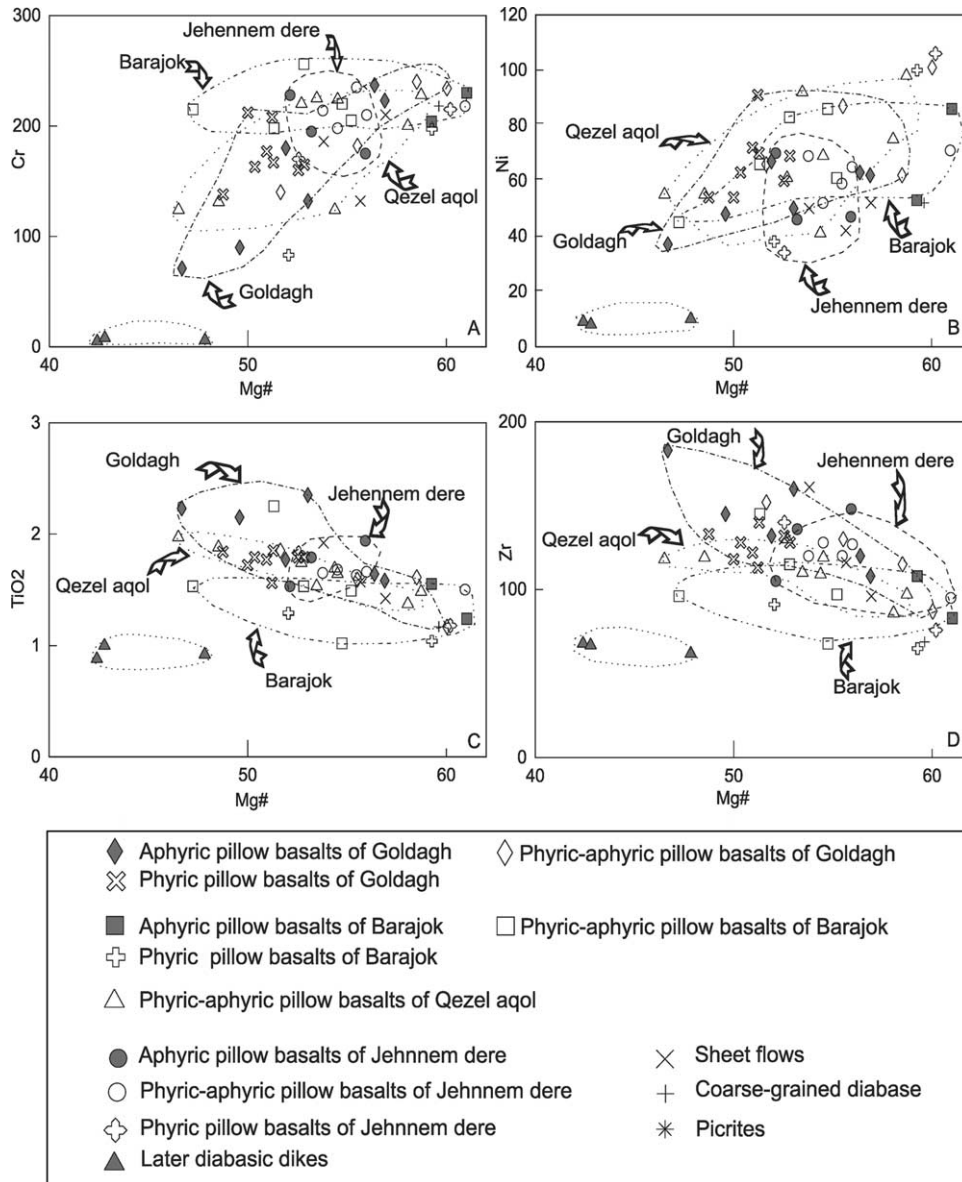 300
Jehennem dere
Barajok
200
Cr
100
Qezel aqol
Goldagh
0
A
50
60
Mg#
120
100
80
Qezel aqol
Ni
60
40
Goldagh
Barajok
20
Jehennem dere
0
B
40
50
60
Mg#
3
Goldagh
Jehennem dere
2
TiO2
Qezel aqol
1
Barajok
0
C
40
50
60
Mg#
200
Goldagh
Jehennem dere
Qezel aqol
Zr
100
Barajok
0
D
40
50
60
Mg#
Aphyric pillow basalts of Goldagh
Phyric-aphyric pillow basalts of Goldagh
Phyric pillow basalts of Goldagh
Aphyric pillow basalts of Barajok
Phyric-aphyric pillow basalts of Barajok
Phyric pillow basalts of Barajok
Phyric-aphyric pillow basalts of Qezel aqol
Aphyric pillow basalts of Jehnnem dere
Sheet flows
Phyric-aphyric pillow basalts of Jehnnem dere
Coarse-grained diabase
Phyric pillow basalts of Jehnnem dere
Picrites
Later diabasic dikes